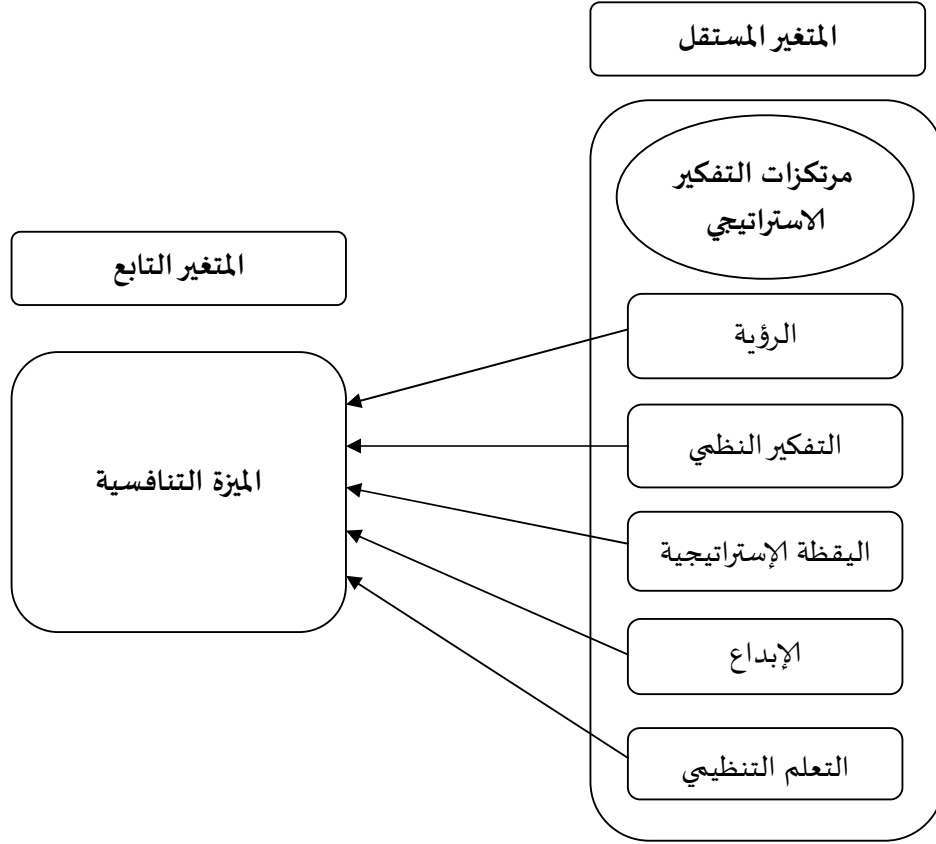 المتغير المستقل
مرتكزات التفكير
الاستراتيجي
الرؤية
التفكير النظمي
اليقظة الإستراتيجية
الإبداع
التعلم التنظيمي
المتغير التابع
الميزة التنافسية